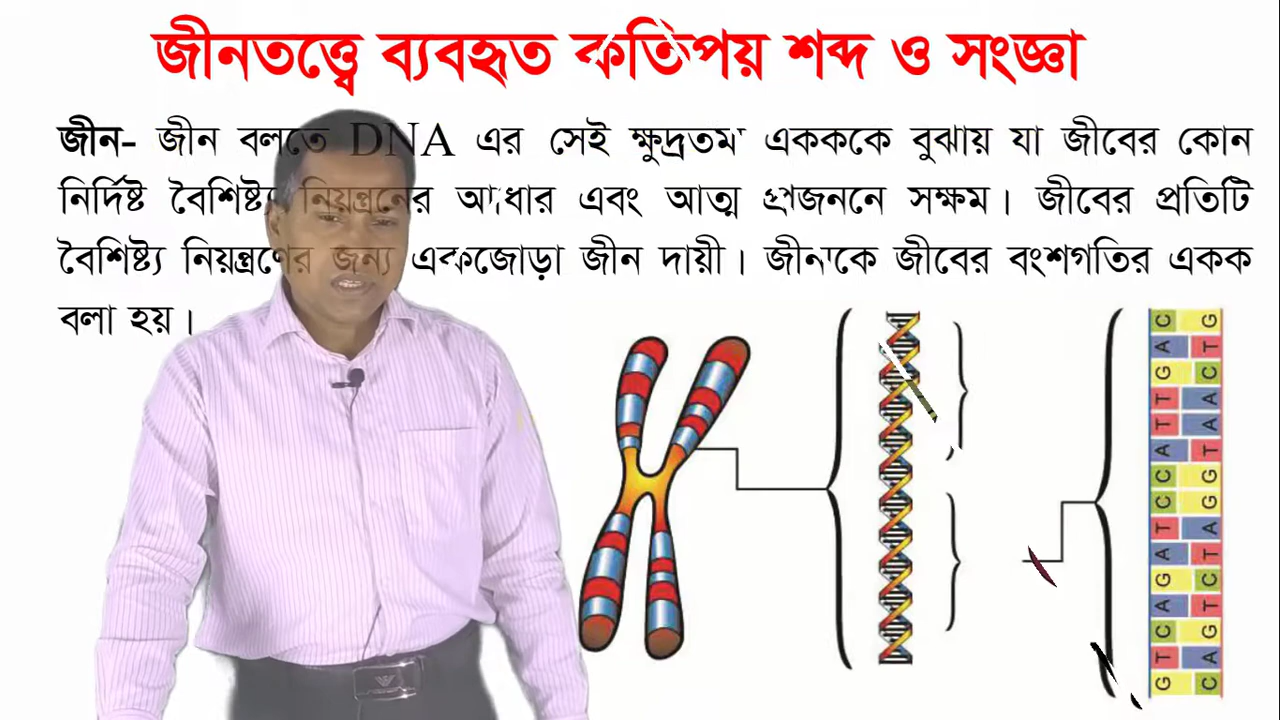 জীনতত্ত্বে ব্যবহৃত কতিপয় শব্দ ও সংজ্ঞা
জীন- জীন বলতে DNA এর সেই ক্ষুদ্রতম একককে বুঝায় যা জীবের কোন
নির্দিষ্ট বৈশিষ্ট্য নিয়ন্ত্রনের আধার এবং আত্ম প্রজননে সক্ষম। জীবের প্রতিটি
বৈশিষ্ট্য নিয়ন্ত্রণের জন্য একজোড়া জীন দায়ী। জীনকে জীবের বংশগতির একক
বলা হয়।
G T C A G A T C C A T T G A C
C A G T C T A G G T A A C T G